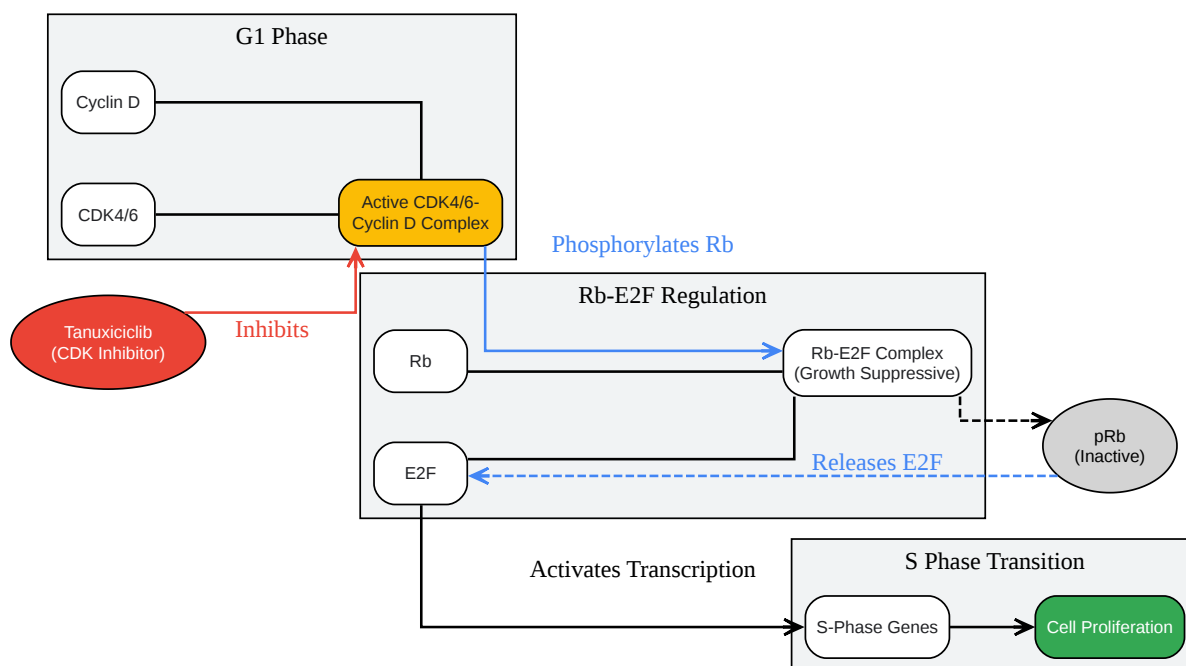 G1 Phase
Cyclin D
CDK4/6
Active CDK4/6-
Cyclin D Complex
Phosphorylates Rb
Tanuxiciclib
(CDK Inhibitor)
Inhibits
Rb-E2F Regulation
Rb
Rb-E2F Complex
(Growth Suppressive)
E2F
Releases E2F
pRb
(Inactive)
Activates Transcription
S Phase Transition
S-Phase Genes
Cell Proliferation